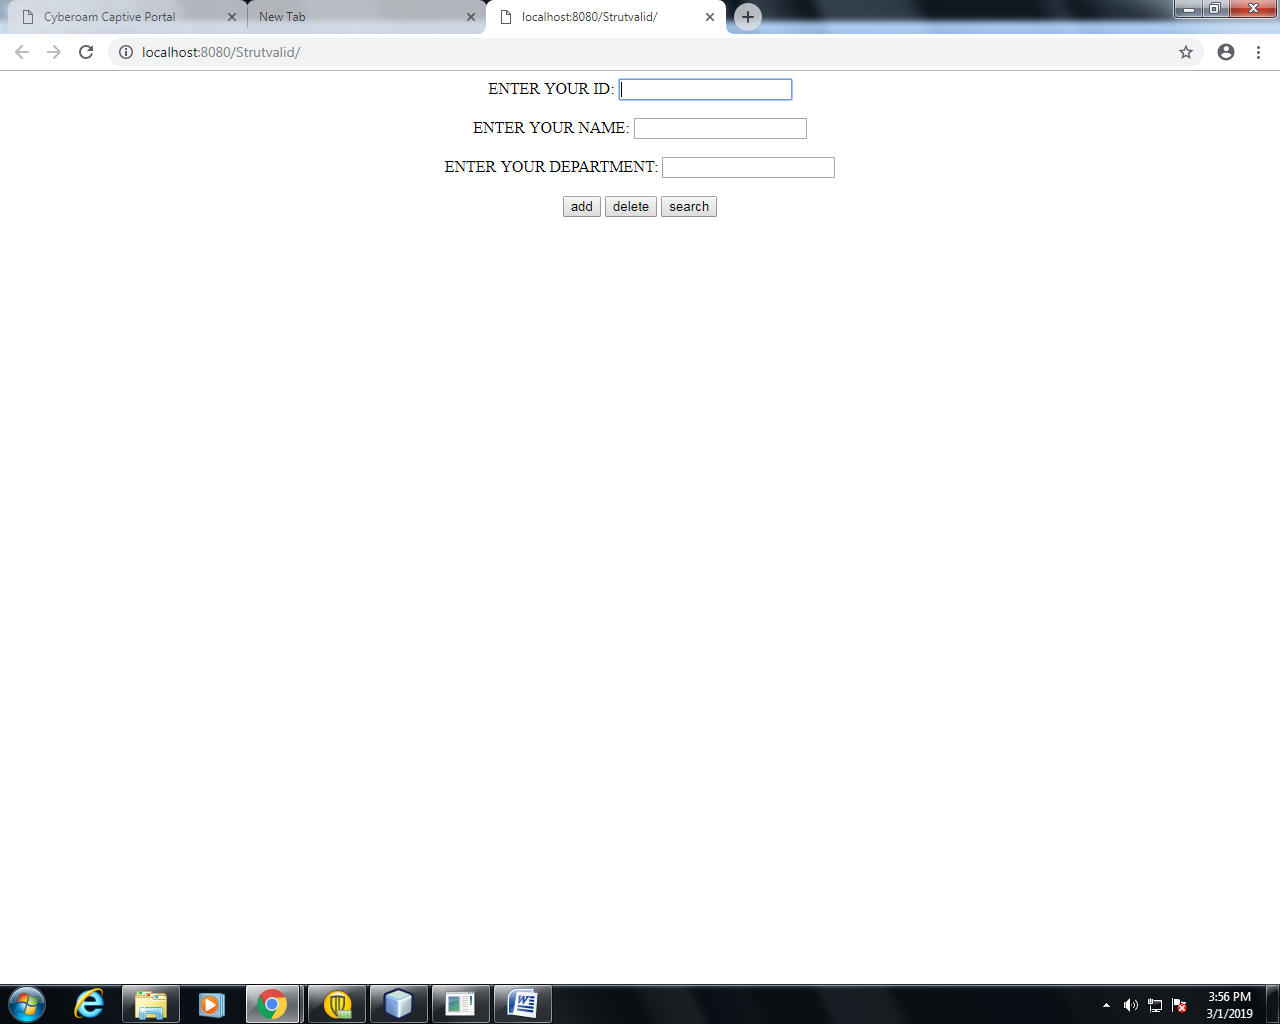 Cyberoam Captive Portal
New Tab
localhost:8080/Strutvalid/
localhost:8080/Strutvalid/
ENTER YOUR ID:
ENTER YOUR NAME:
ENTER YOUR DEPARTMENT:
add delete search
3:56 PM
3/1/2019